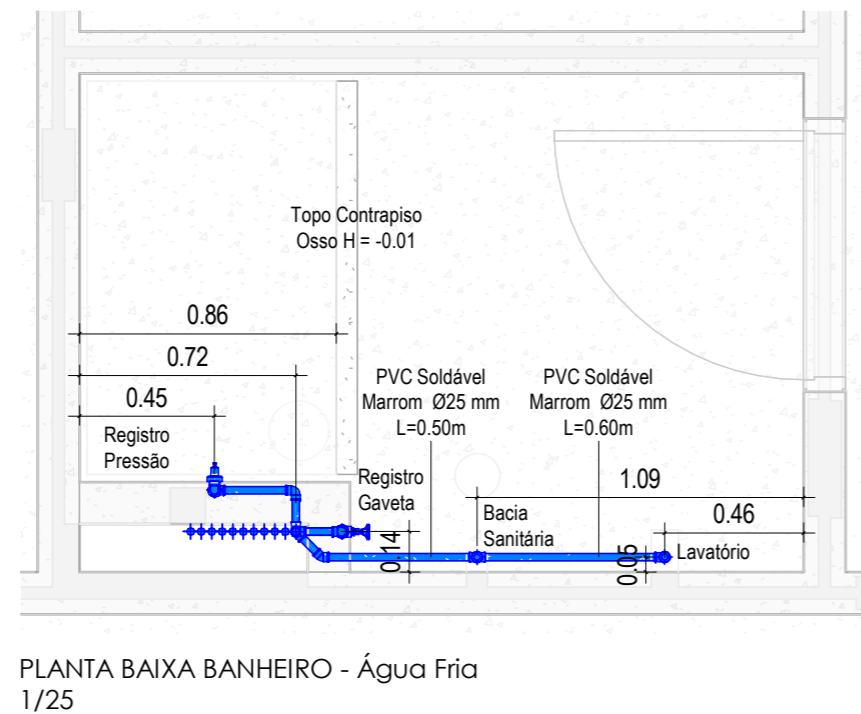 Topo Contrapiso
Osso H = -0.01
0.86
0.72
0.45
Registro
Pressão
PVC Soldável
Marrom Ø25 mm
L=0.50m
PVC Soldável
Marrom Ø25 mm
L=0.60m
Registro
Gaveta
1.09
Bacia
Sanitária
0.46
0.14
0.05
Lavatório
PLANTA BAIXA BANHEIRO - Água Fria
1/25